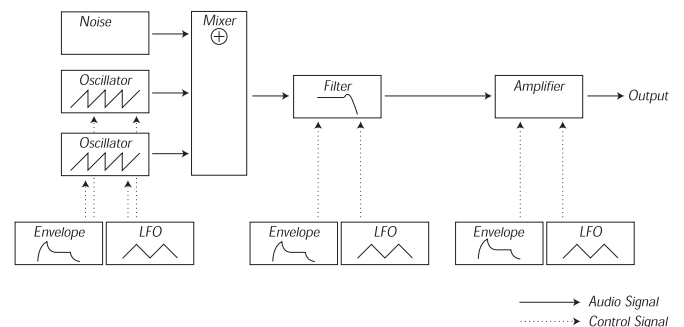 Noise
Mixer
Oscillator
Filter
Amplifier
Output
Oscillator
Envelope
LFO
Envelope
LFO
Envelope
LFO
Audio Signal
Control Signal